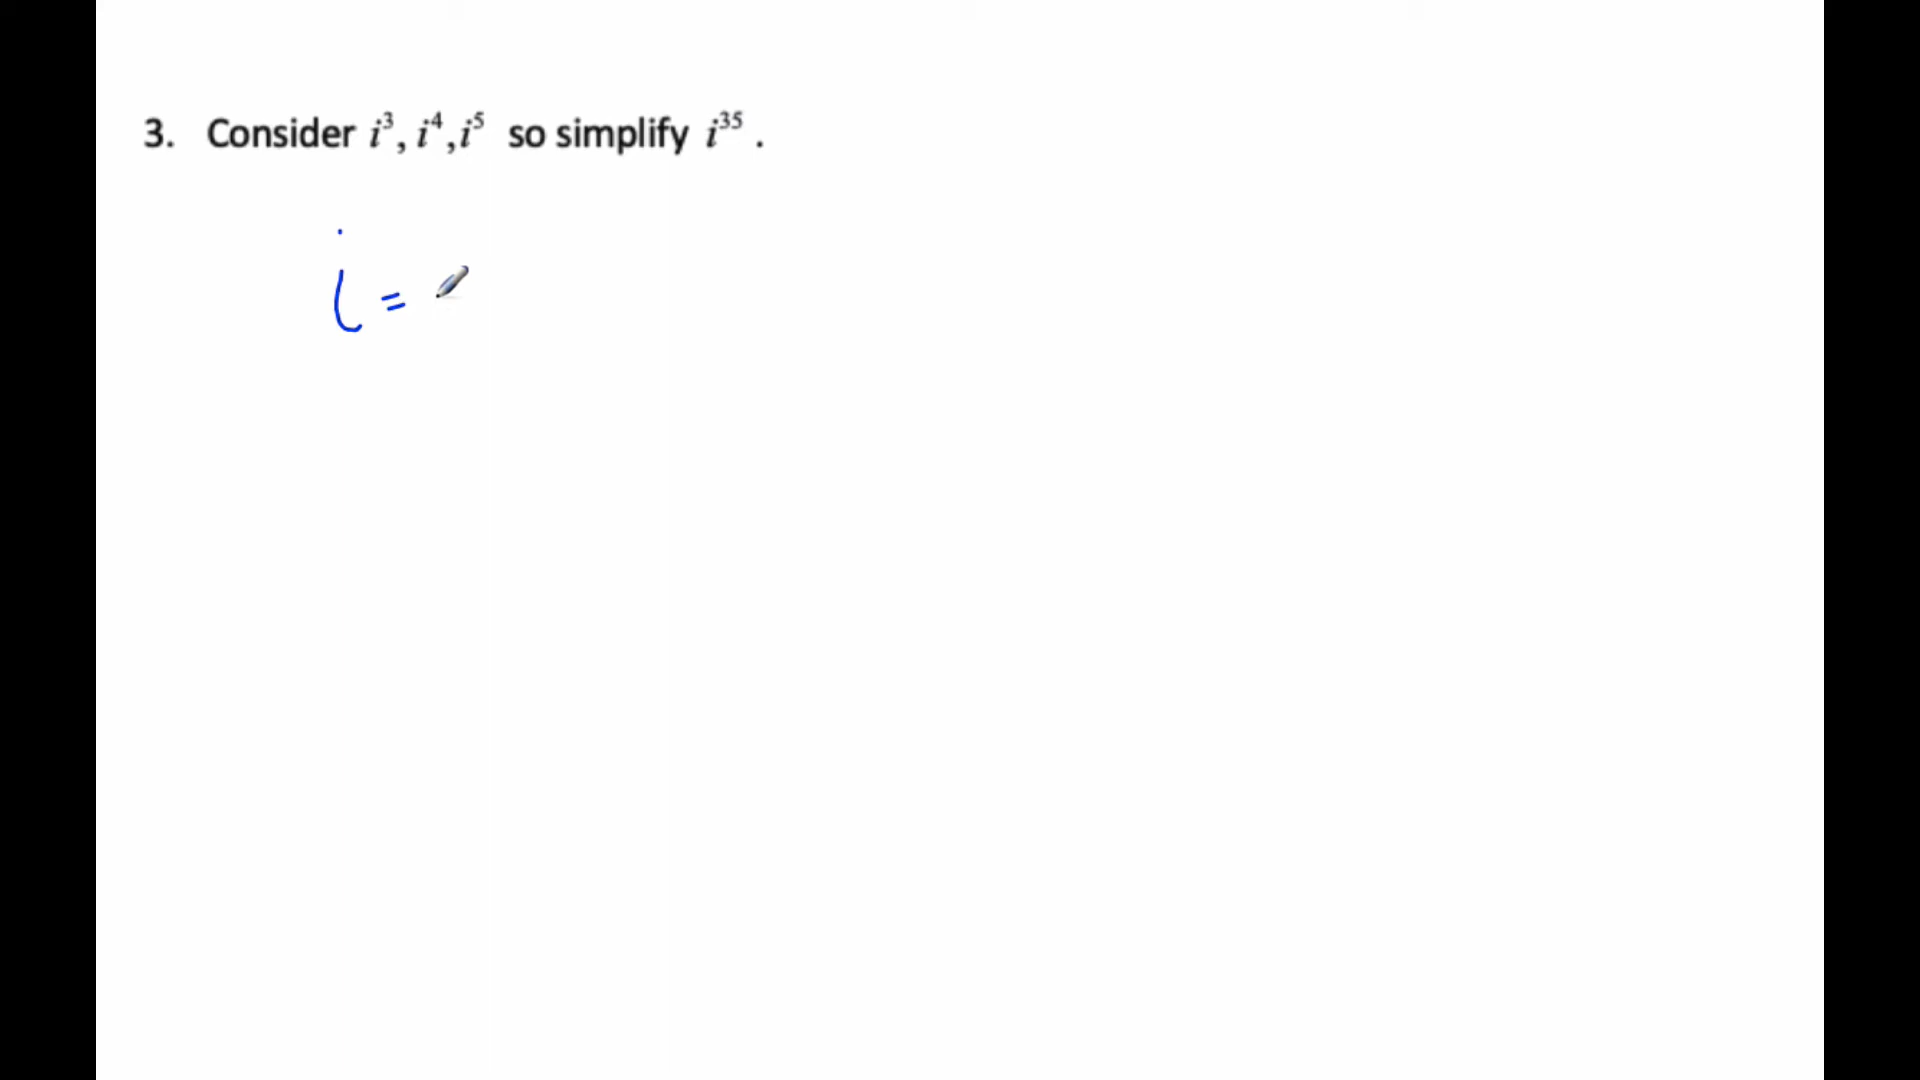 3. Consider i³, i⁴, i⁵ so simplify i³⁵ .
i =